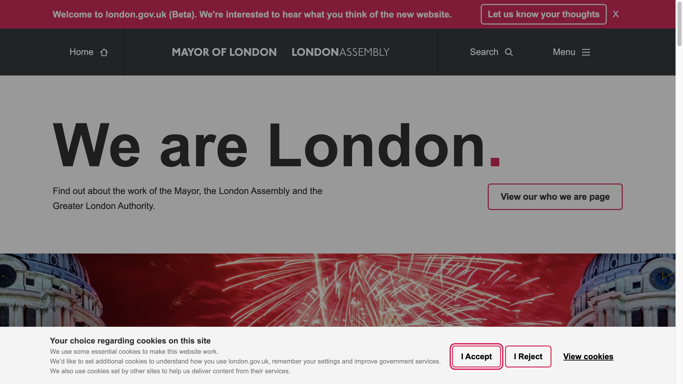 Welcome to london.gov.uk (Beta). We're interested to hear what you think of the new website.
Let us know your thoughts
X
Home
MAYOR OF LONDON
LONDONASSEMBLY
Search
Menu
We are London.
Find out about the work of the Mayor, the London Assembly and the
Greater London Authority.
View our who we are page
Your choice regarding cookies on this site
We use some essential cookies to make this website work.
We'd like to set additional cookies to understand how you use london.gov.uk, remember your settings and improve government services.
We also use cookies set by other sites to help us deliver content from their services.
I Accept
I Reject
View cookies